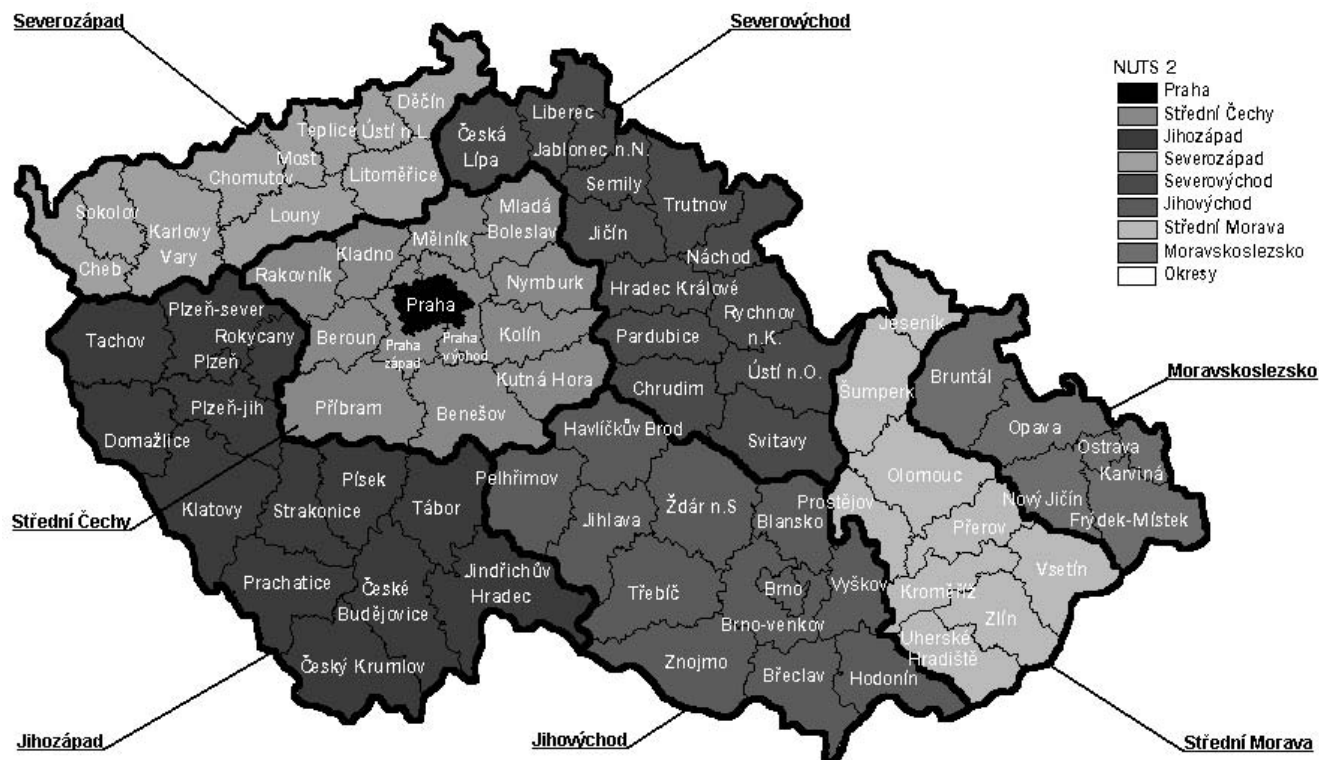 Severozápad
Severovýchod
NUTS 2
Praha
Střední Čechy
Jihozápad
Severozápad
Severovýchod
Jihovýchod
Střední Morava
Moravskoslezsko
Okresy
Děčín
Teplice
Ústí n.L.
Most
Chomutov
Litoměřice
Sokolov
Louny
Karlovy
Vary
Cheb
Liberec
Česká
Lípa
Jablonec n.N.
Semily
Trutnov
Jičín
Náchod
Hradec Králové
Rychnov
n.K.
Pardubice
Ústí n.O.
Chrudim
Svitavy
Mladá
Boleslav
Mělník
Kladno
Rakovník
Nymburk
Praha
Beroun
Praha
západ
Praha
východ
Kolín
Kutná Hora
Příbram
Benešov
Plzeň-sever
Tachov
Rokycany
Plzeň
Plzeň-jih
Domažlice
Klatovy
Písek
Strakonice
Tábor
Prachatice
České
Budějovice
Jindřichův
Hradec
Český Krumlov
Havlíčkův Brod
Pelhřimov
Jihlava
Ždár n.S
Blansko
Třebíč
Brno
Vyškov
Brno-venkov
Znojmo
Břeclav
Hodonín
Jeseník
Šumperk
Olomouc
Prostějov
Přerov
Kroměříž
Vsetín
Zlín
Uherské
Hradiště
Bruntál
Opava
Ostrava
Karviná
Nový Jičín
Frýdek-Místek
Moravskoslezsko
Střední Čechy
Jihozápad
Jihovýchod
Střední Morava